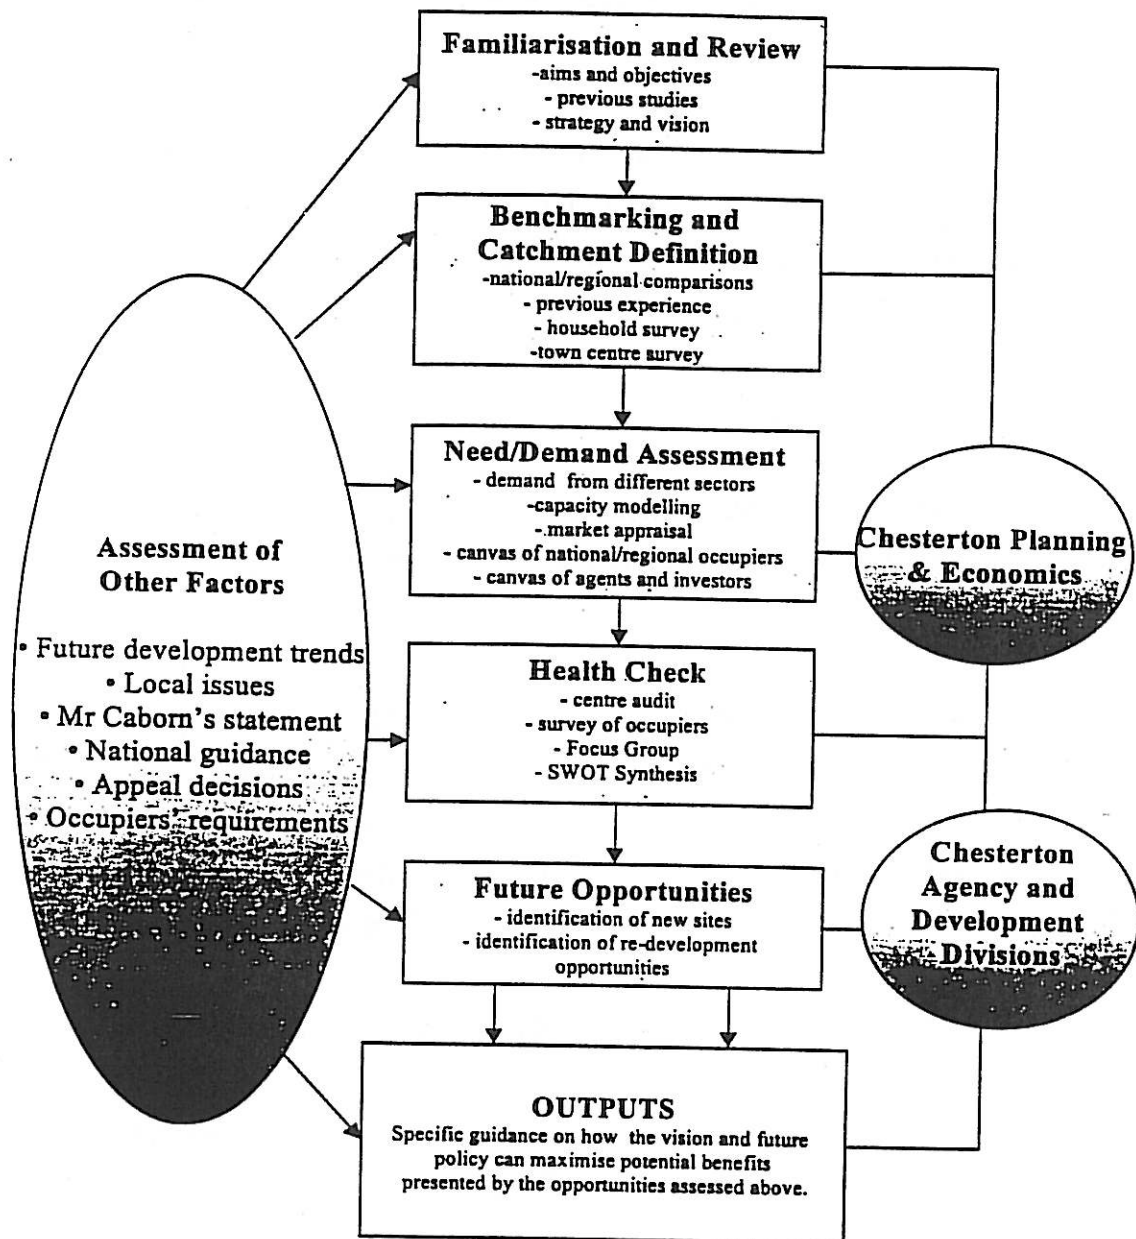 Familiarisation and Review
-aims and objectives
- previous studies
- strategy and vision
Benchmarking and
Catchment Definition
-national/regional comparisons
- previous experience
- household survey
-town centre survey
Need/Demand Assessment
- demand from different sectors
-capacity modelling
- market appraisal
- canvas of national/regional occupiers
- canvas of agents and investors
Health Check
- centre audit
- survey of occupiers
- Focus Group
- SWOT Synthesis
Future Opportunities
- identification of new sites
- identification of re-development
opportunities
OUTPUTS
Specific guidance on how the vision and future
policy can maximise potential benefits
presented by the opportunities assessed above.
Assessment of
Other Factors
• Future development trends
• Local issues
• Mr Caborn's statement
• National guidance
• Appeal decisions
• Occupiers' requirements
Chesterton Planning
& Economics
Chesterton
Agency and
Development
Divisions